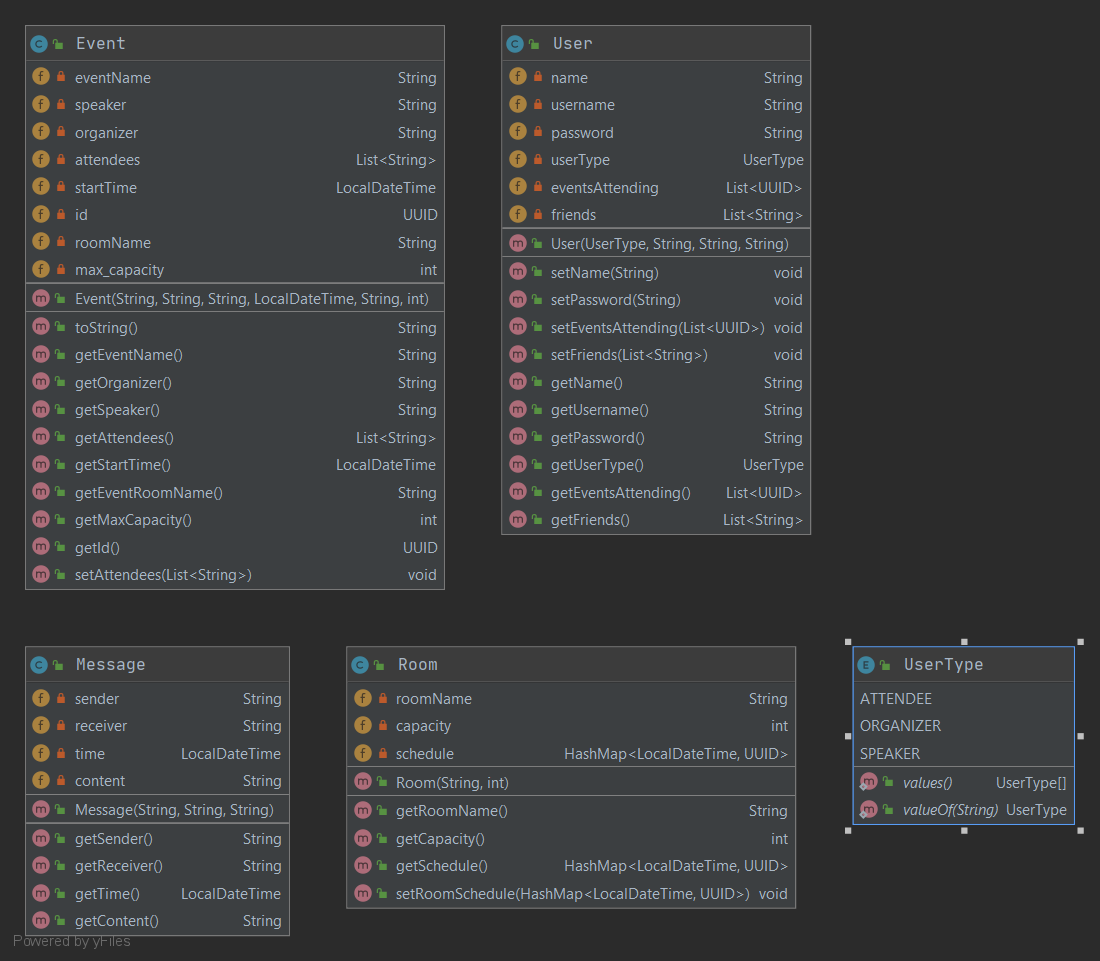 Event
eventName String
speaker String
organizer String
attendees List<String>
startTime LocalDateTime
id UUID
roomName String
max_capacity int
Event(String, String, String, LocalDateTime, String, int)
toString() String
getEventName() String
getOrganizer() String
getSpeaker() String
getAttendees() List<String>
getStartTime() LocalDateTime
getEventRoomName() String
getMaxCapacity() int
getId() UUID
setAttendees(List<String>) void
User
name String
username String
password String
userType UserType
eventsAttending List<UUID>
friends List<String>
User(UserType, String, String, String)
setName(String) void
setPassword(String) void
setEventsAttending(List<UUID>) void
setFriends(List<String>) void
getName() String
getUsername() String
getPassword() String
getUserType() UserType
getEventsAttending() List<UUID>
getFriends() List<String>
Message
sender String
receiver String
time LocalDateTime
content String
Message(String, String, String)
getSender() String
getReceiver() String
getTime() LocalDateTime
getContent() String
Room
roomName String
capacity int
schedule HashMap<LocalDateTime, UUID>
Room(String, int)
getRoomName() String
getCapacity() int
getSchedule() HashMap<LocalDateTime, UUID>
setRoomSchedule(HashMap<LocalDateTime, UUID>) void
UserType
ATTENDEE
ORGANIZER
SPEAKER
values() UserType[]
valueOf(String) UserType
Powered by yFiles